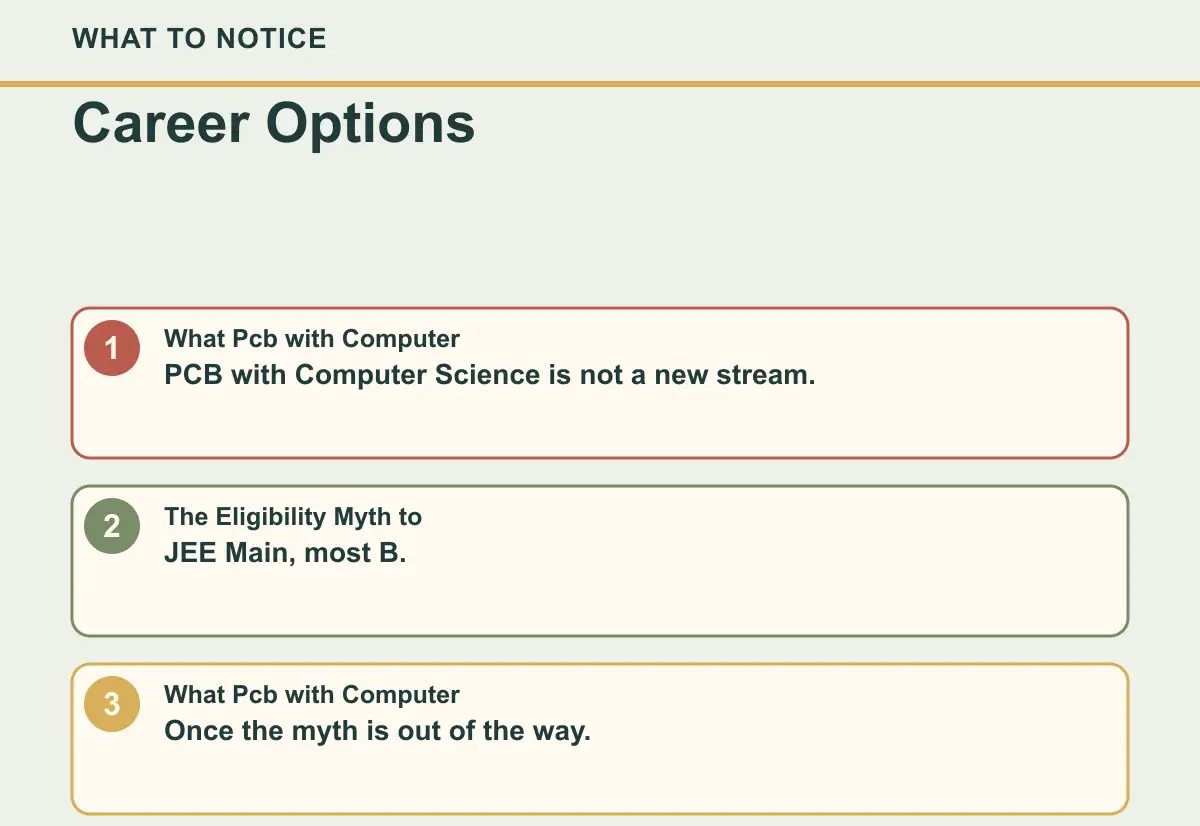 WHAT TO NOTICE
Career Options
1
What Pcb with Computer
PCB with Computer Science is not a new stream.
2
The Eligibility Myth to
JEE Main, most B.
3
What Pcb with Computer
Once the myth is out of the way.